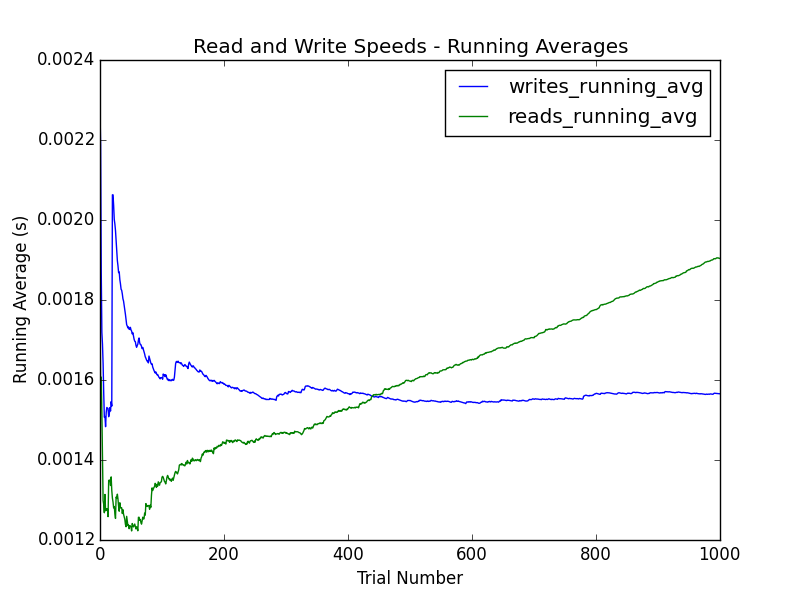 Read and Write Speeds - Running Averages
writes_running_avg
reads_running_avg
0.0024
0.0022
0.0020
0.0018
0.0016
0.0014
0.0012
Running Average (s)
0 200 400 600 800 1000
Trial Number